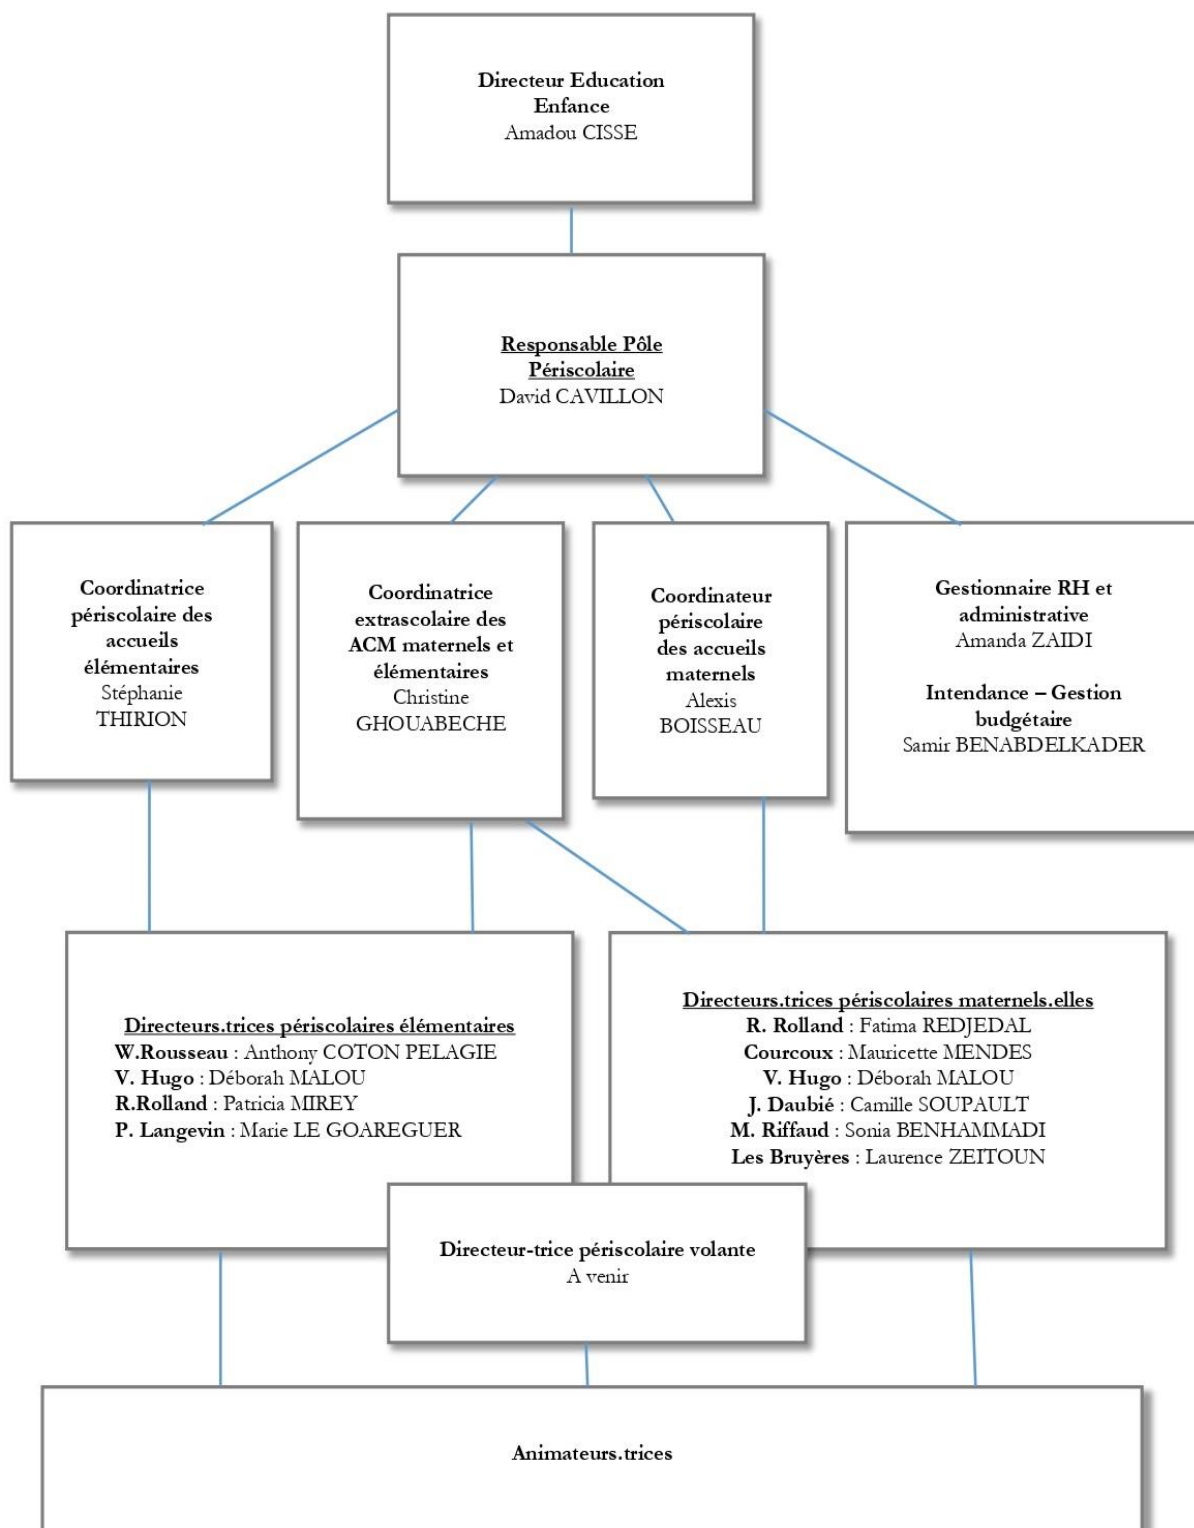 Directeur Education
Enfance
Amadou CISSE
Responsable Pôle
Périscolaire
David CAVILLON
Coordinatrice
périscolaire des
accueils
élémentaires
Stéphanie
THIRION
Coordinatrice
extrascolaire des
ACM maternels et
élémentaires
Christine
GHOUABECHE
Coordinateur
périscolaire
des accueils
maternels
Alexis
BOISSEAU
Gestionnaire RH et
administrative
Amanda ZAIDI
Intendance – Gestion
budgétaire
Samir BENABDELKADER
Directeurs.trices périscolaires élémentaires
W.Rousseau : Anthony COTON PELAGIE
V. Hugo : Déborah MALOU
R.Rolland : Patricia MIREY
P. Langevin : Marie LE GOAREGUER
Directeurs.trices périscolaires maternels.elles
R. Rolland : Fatima REDJEDAL
Courcoux : Mauricette MENDES
V. Hugo : Déborah MALOU
J. Daubié : Camille SOUPAULT
M. Riffaud : Sonia BENHAMMADI
Les Bruyères : Laurence ZEITOUN
Directeur-trice périscolaire volante
A venir
Animateurs.trices